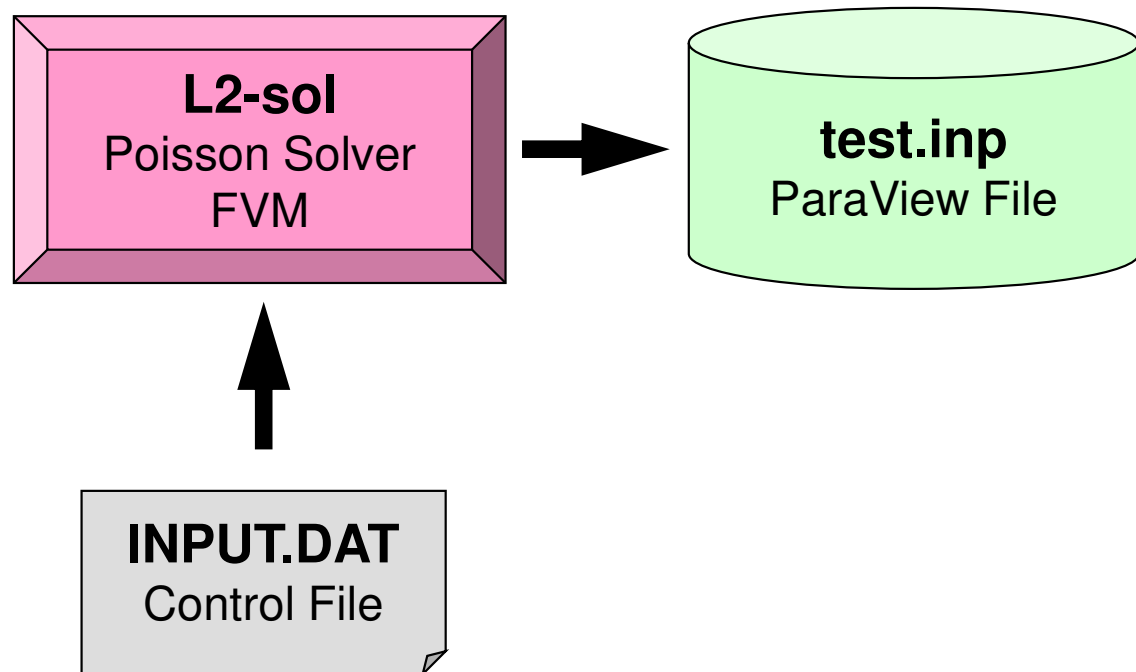 L2-sol
Poisson Solver
FVM
test.inp
ParaView File
INPUT.DAT
Control File